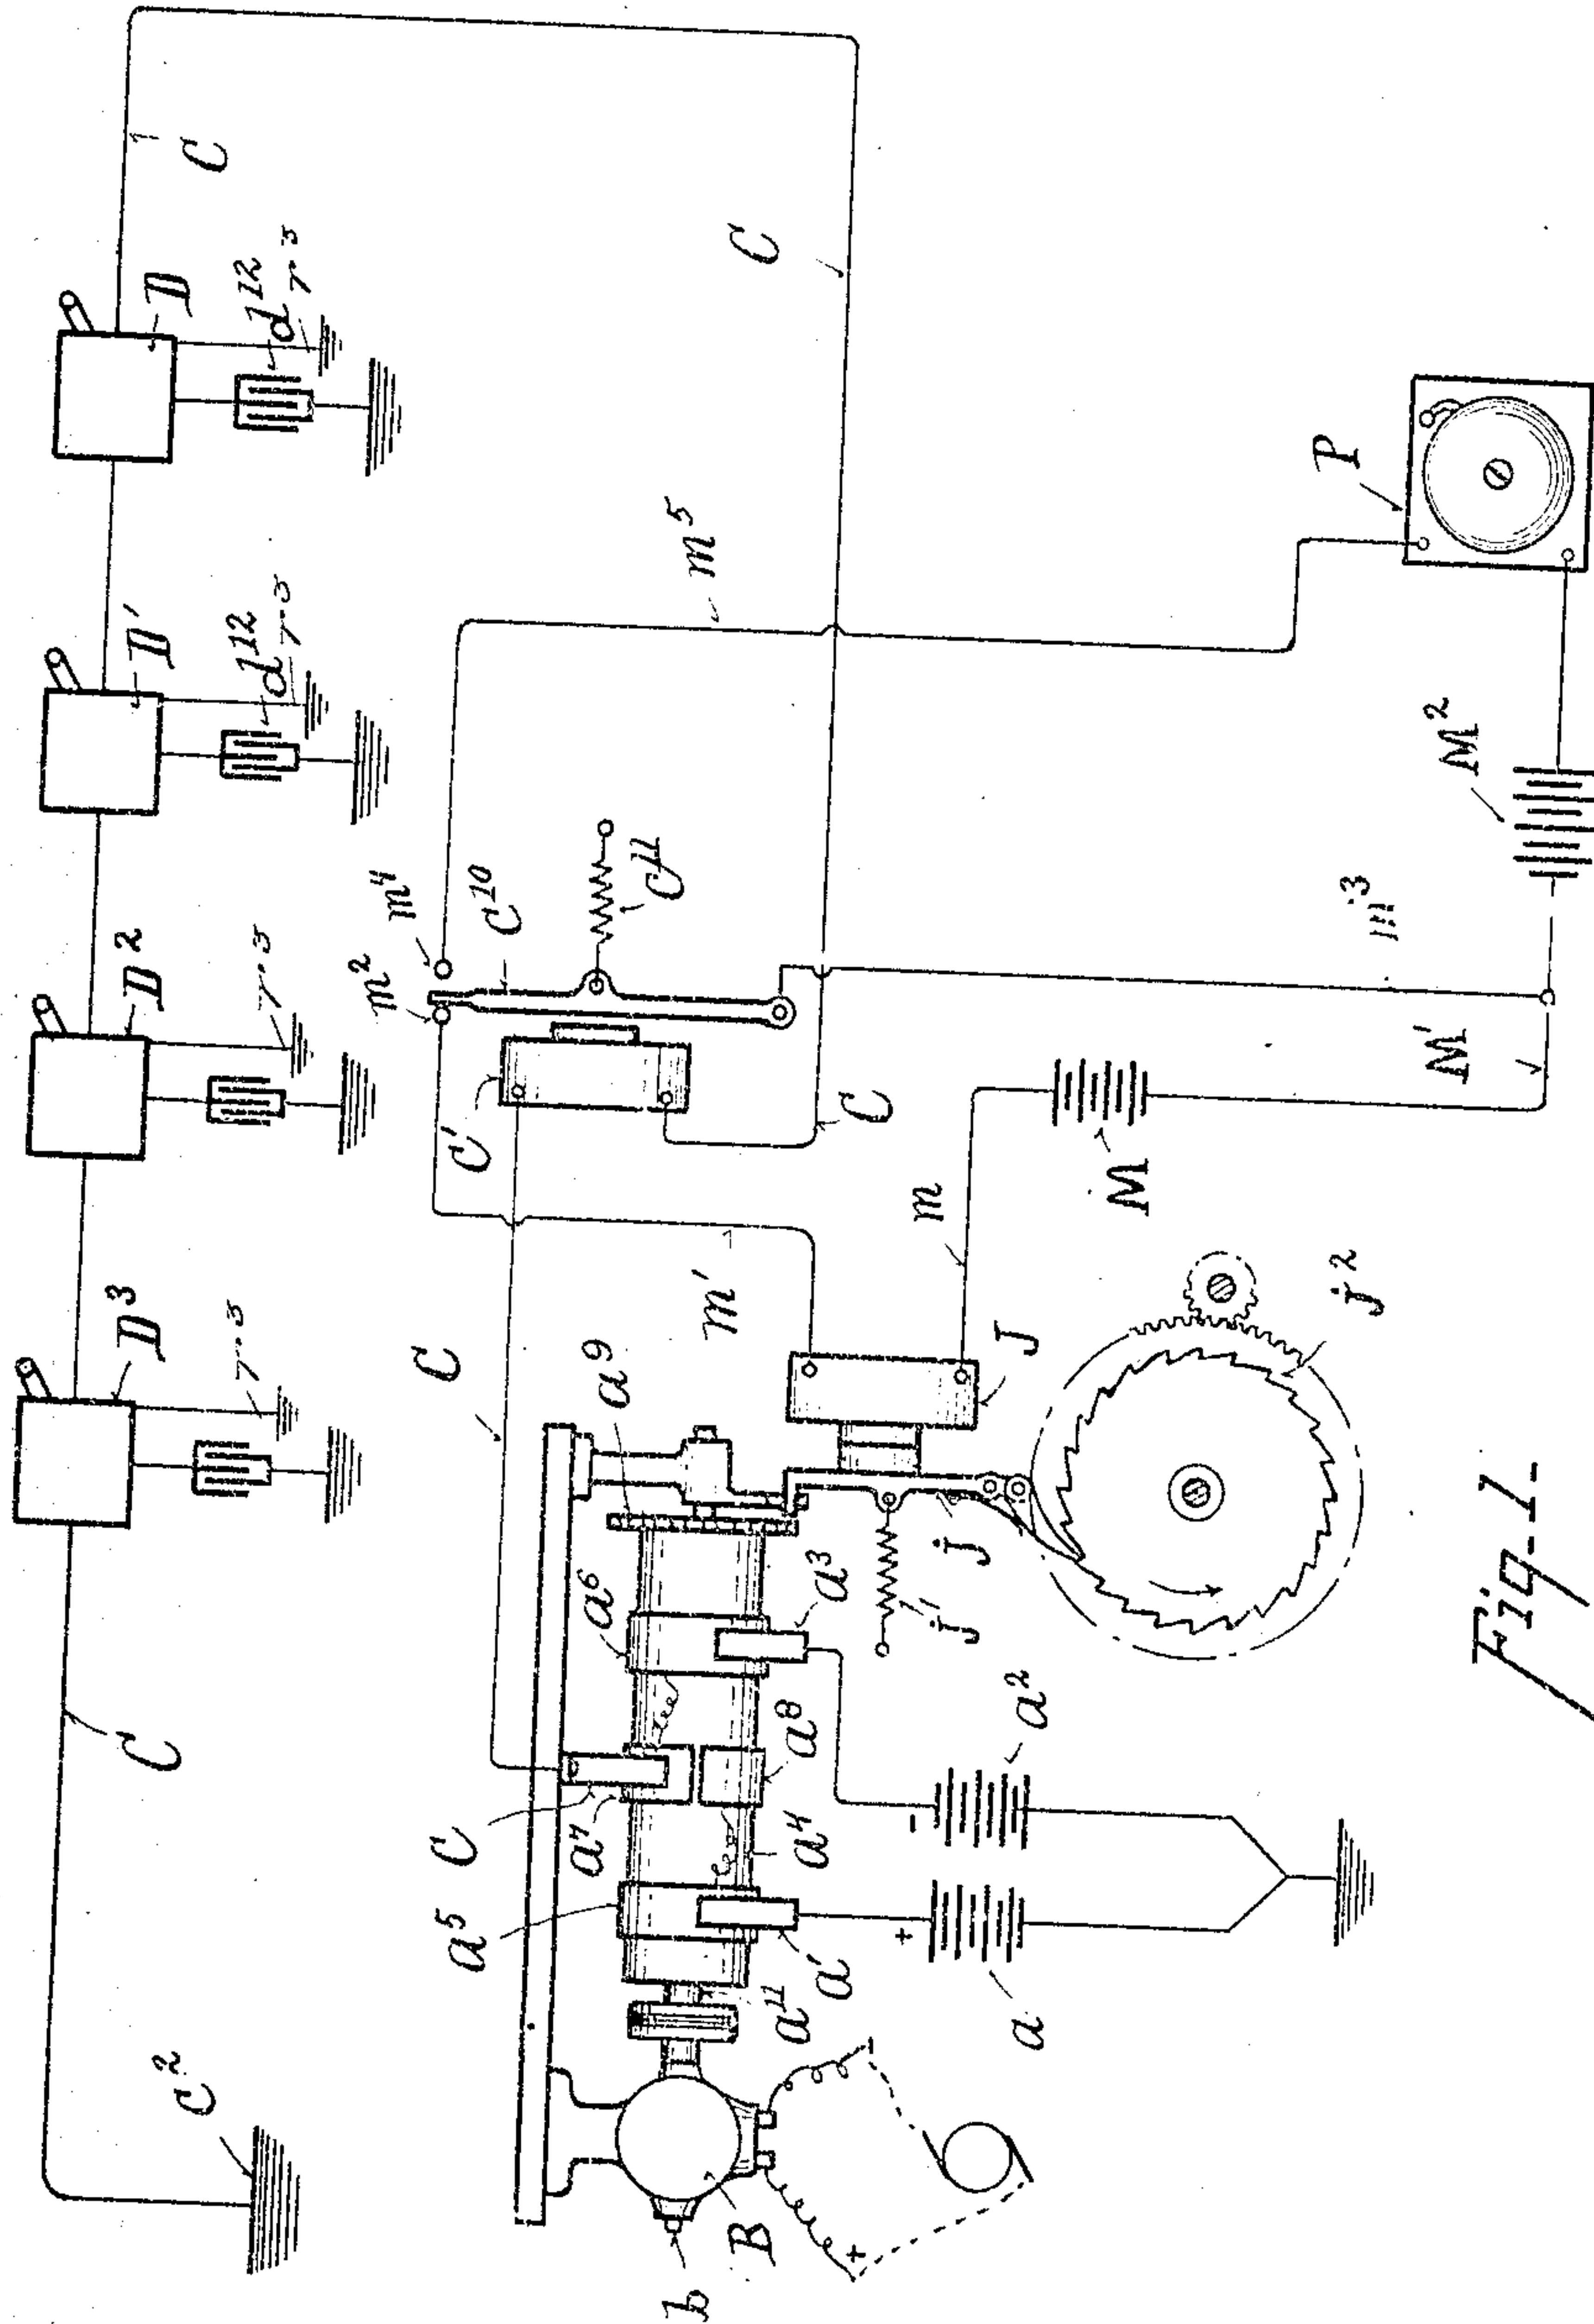 C
D
d12
r3
D'
d12
r3
D2
r3
D3
r3
C
C2
C
m5
m4
m2
C10
C11
C'
C
m3
M2
P
M'
M
m
m'
C
J
j2
j
j'
a9
a6
a3
C
a7
a8
a4
a5
a'
a11
a2
a
-
+
B
b
-
+
Fig-1